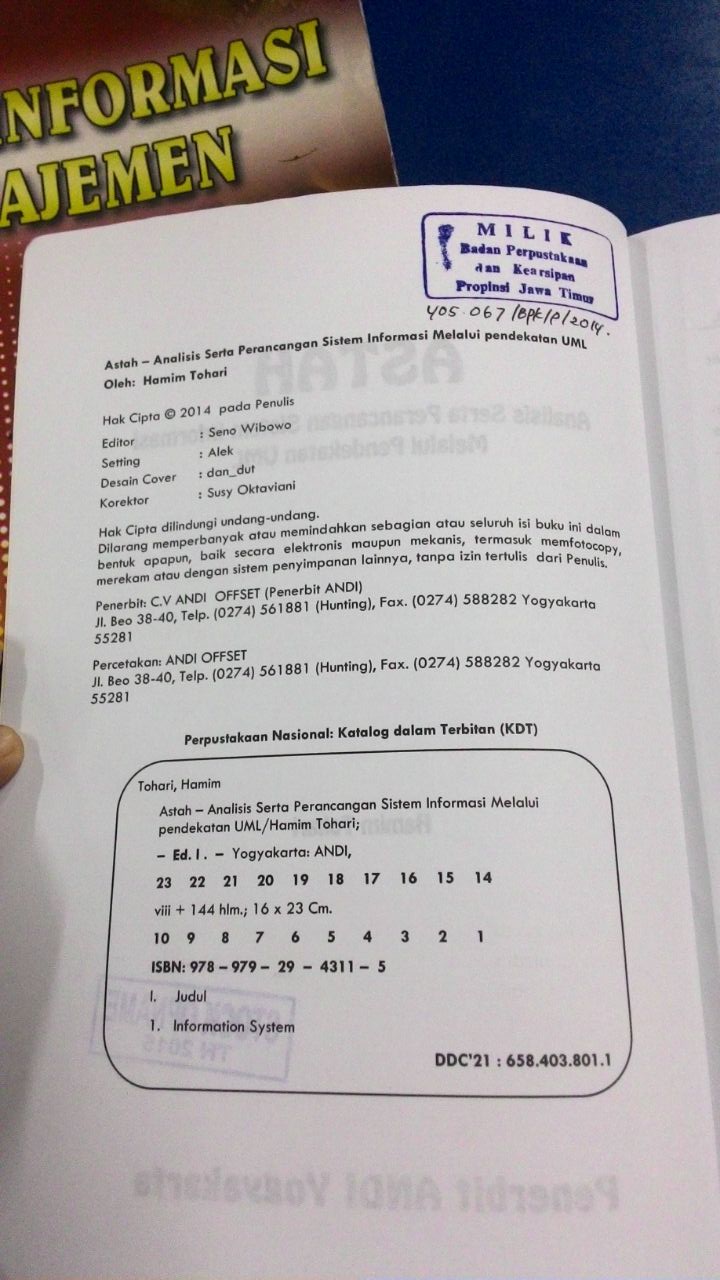 NFORMASI
AJEMEN
MILIK
Badan Perpustakaan
dan Kearsipan
Propinsi Jawa Timur
405.067/BPK/P/2014.
Astah – Analisis Serta Perancangan Sistem Informasi Melalui pendekatan UML
Oleh: Hamim Tohari
Hak Cipta © 2014 pada Penulis
Editor : Seno Wibowo
Setting : Alek
Desain Cover : dan_dut
Korektor : Susy Oktaviani
Hak Cipta dilindungi undang-undang.
Dilarang memperbanyak atau memindahkan sebagian atau seluruh isi buku ini dalam
bentuk apapun, baik secara elektronis maupun mekanis, termasuk memfotocopy,
merekam atau dengan sistem penyimpanan lainnya, tanpa izin tertulis dari Penulis.
Penerbit: C.V ANDI OFFSET (Penerbit ANDI)
Jl. Beo 38-40, Telp. (0274) 561881 (Hunting), Fax. (0274) 588282 Yogyakarta
55281
Percetakan: ANDI OFFSET
Jl. Beo 38-40, Telp. (0274) 561881 (Hunting), Fax. (0274) 588282 Yogyakarta
55281
Perpustakaan Nasional: Katalog dalam Terbitan (KDT)
Tohari, Hamim
Astah – Analisis Serta Perancangan Sistem Informasi Melalui
pendekatan UML/Hamim Tohari;
– Ed.I. – Yogyakarta: ANDI,
23 22 21 20 19 18 17 16 15 14
viii + 144 hlm.; 16 x 23 Cm.
10 9 8 7 6 5 4 3 2 1
ISBN: 978 – 979 – 29 – 4311 – 5
I. Judul
1. Information System
DDC'21 : 658.403.801.1